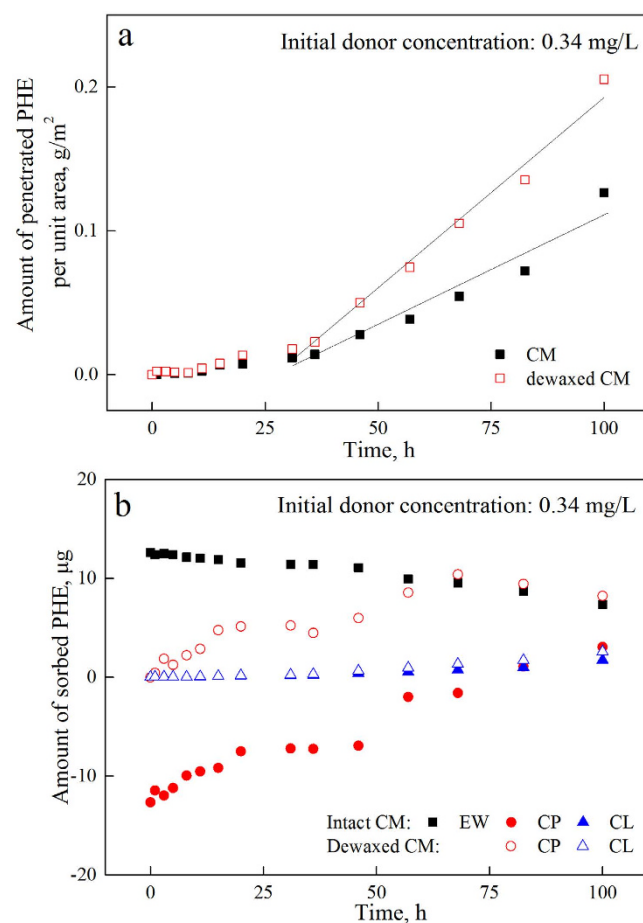 a
Initial donor concentration: 0.34 mg/L
Amount of penetrated PHE
per unit area, g/m²
0.2
0.1
0.0
CM
dewaxed CM
0 25 50 75 100
Time, h
b
Initial donor concentration: 0.34 mg/L
Amount of sorbed PHE, μg
20
10
0
-10
-20
Intact CM: EW CP CL
Dewaxed CM: CP CL
0 25 50 75 100
Time, h